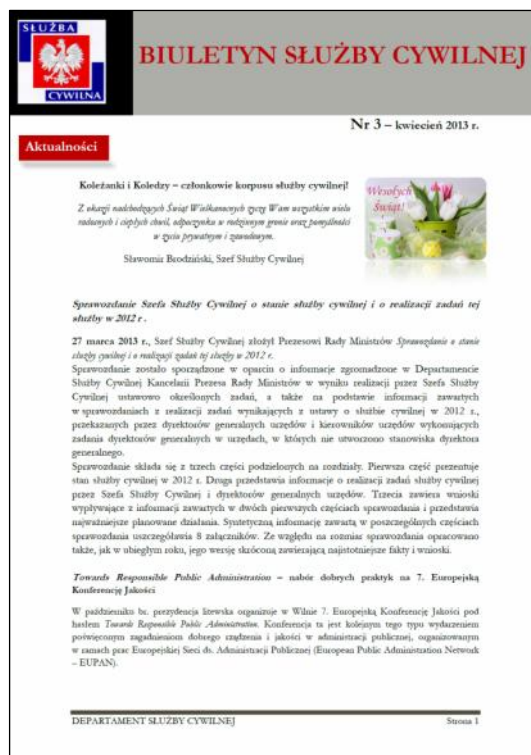 SŁUŻBA
CYWILNA
BIULETYN SŁUŻBY CYWILNEJ
Nr 3 – kwiecień 2013 r.
Aktualności
Koleżanki i Koledzy – członkowie korpusu służby cywilnej!
Z okazji nadchodzących Świąt Wielkanocnych życzę Wam wszystkim wielu
radosnych i ciepłych chwil, odpoczynku w rodzinnym gronie oraz pomyślności
w życiu prywatnym i zawodowym.
Sławomir Brodziński, Szef Służby Cywilnej
Wesołych
Świąt!
Sprawozdanie Szefa Służby Cywilnej o stanie służby cywilnej i o realizacji zadań tej
służby w 2012 r .
27 marca 2013 r., Szef Służby Cywilnej złożył Prezesowi Rady Ministrów Sprawozdanie o stanie
służby cywilnej i o realizacji zadań tej służby w 2012 r.
Sprawozdanie zostało sporządzone w oparciu o informacje zgromadzone w Departamencie
Służby Cywilnej Kancelarii Prezesa Rady Ministrów w wyniku realizacji przez Szefa Służby
Cywilnej ustawowo określonych zadań, a także na podstawie informacji zawartych
w sprawozdaniach z realizacji zadań wynikających z ustawy o służbie cywilnej w 2012 r.,
przekazanych przez dyrektorów generalnych urzędów i kierowników urzędów wykonujących
zadania dyrektorów generalnych w urzędach, w których nie utworzono stanowiska dyrektora
generalnego.
Sprawozdanie składa się z trzech części podzielonych na rozdziały. Pierwsza część prezentuje
stan służby cywilnej w 2012 r. Druga przedstawia informacje o realizacji zadań służby cywilnej
przez Szefa Służby Cywilnej i dyrektorów generalnych urzędów. Trzecia zawiera wnioski
wypływające z informacji zawartych w dwóch pierwszych częściach sprawozdania i przedstawia
najważniejsze planowane działania. Syntetyczną informację zawartą w poszczególnych częściach
sprawozdania uszczegóławia 8 załączników. Ze względu na rozmiar sprawozdania opracowano
także, jak w ubiegłym roku, jego wersję skróconą zawierającą najistotniejsze fakty i wnioski.
Towards Responsible Public Administration – nabór dobrych praktyk na 7. Europejską
Konferencję Jakości
W październiku br. prezydencja litewska organizuje w Wilnie 7. Europejską Konferencję Jakości pod
hasłem Towards Responsible Public Administration. Konferencja ta jest kolejnym tego typu wydarzeniem
poświęconym zagadnieniom dobrego rządzenia i jakości w administracji publicznej, organizowanym
w ramach prac Europejskiej Sieci ds. Administracji Publicznej (European Public Administration Network
– EUPAN).
DEPARTAMENT SŁUŻBY CYWILNEJ
Strona 1